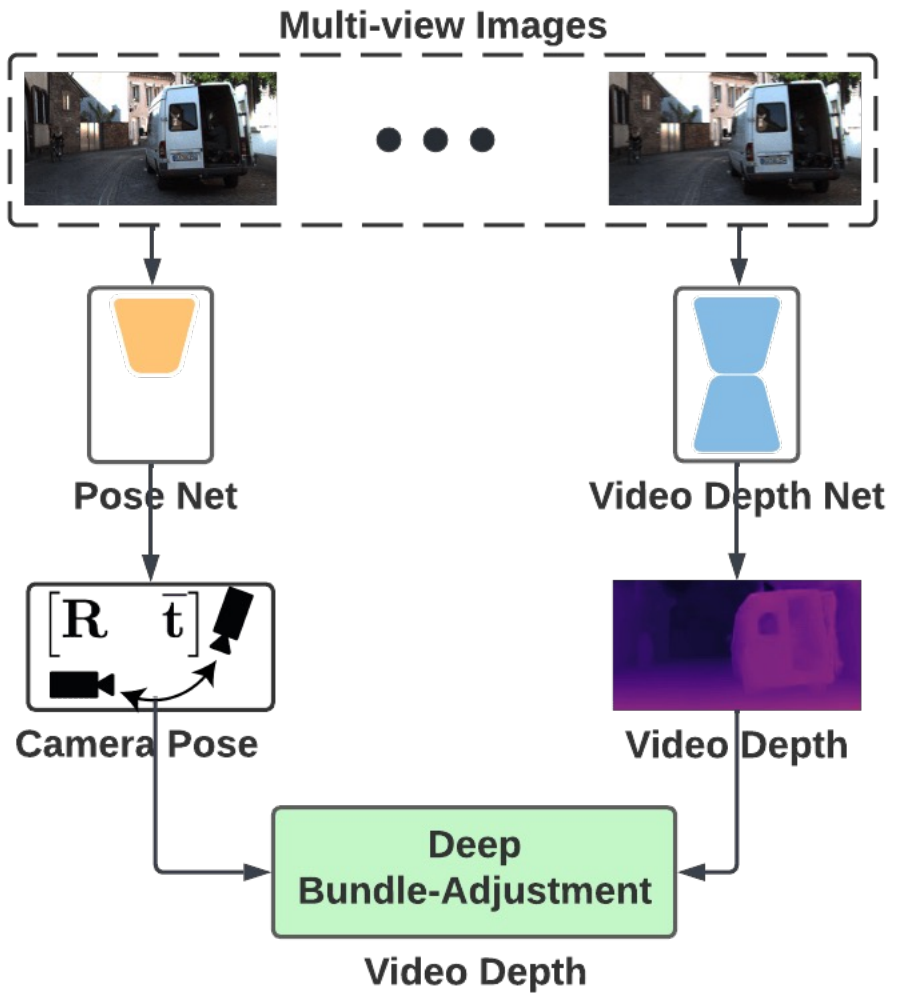 Multi-view Images
Pose Net
Video Depth Net
[R t̄]
Camera Pose
Video Depth
Deep
Bundle-Adjustment
Video Depth